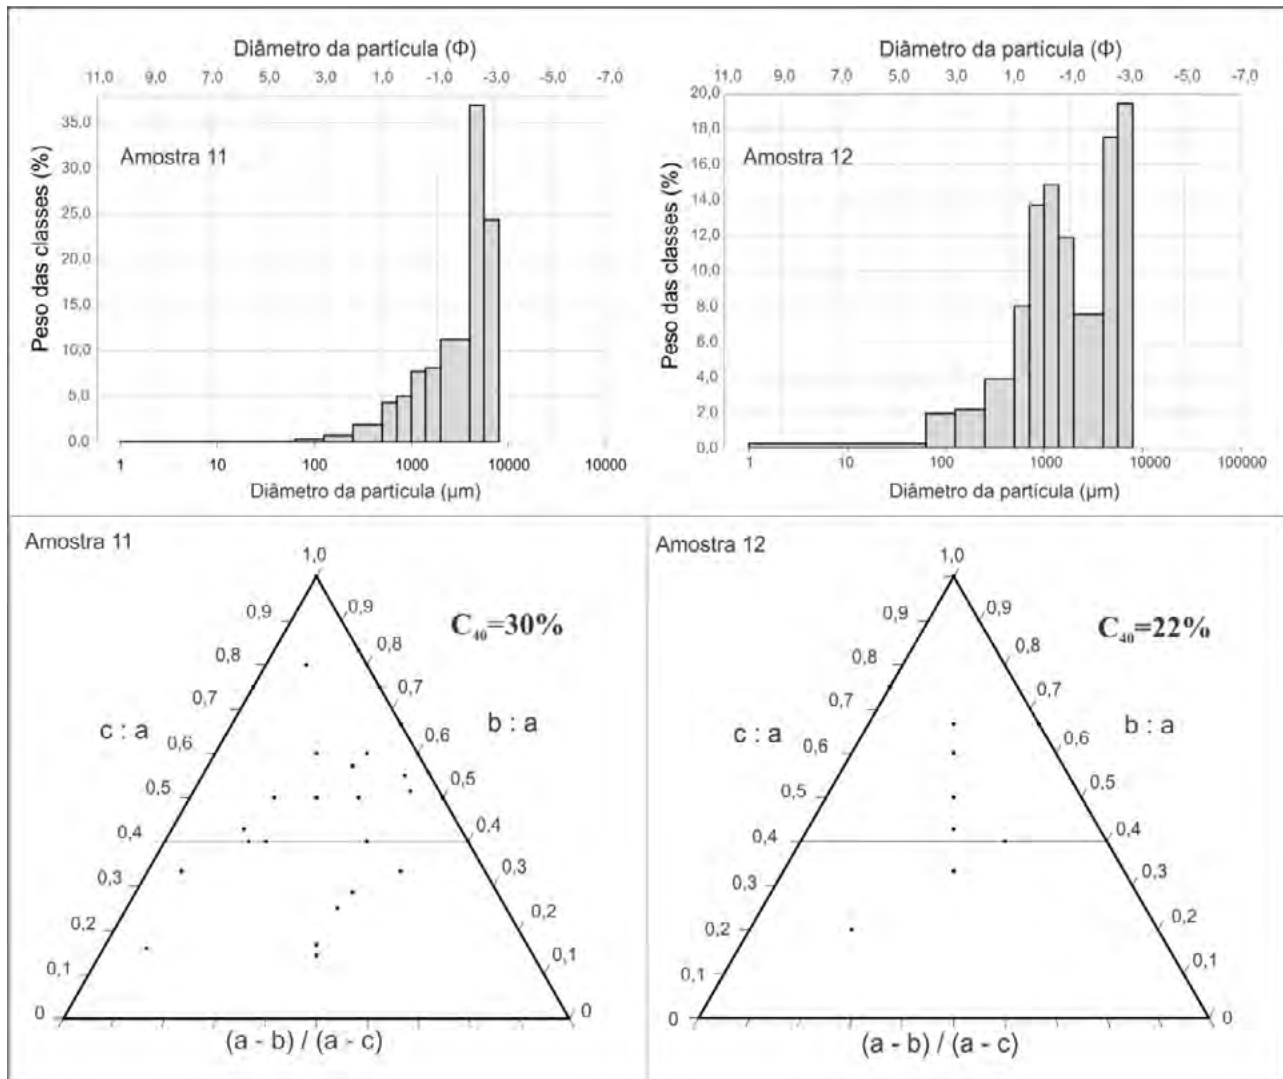 Diâmetro da partícula (Φ)
11,0 9,0 7,0 5,0 3,0 1,0 -1,0 -3,0 -5,0 -7,0
35,0
30,0
25,0
20,0
15,0
10,0
5,0
0,0
Peso das classes (%)
Amostra 11
1 10 100 1000 10000 10000
Diâmetro da partícula (µm)
Diâmetro da partícula (Φ)
11,0 9,0 7,0 5,0 3,0 1,0 -1,0 -3,0 -5,0 -7,0
20,0
18,0
16,0
14,0
12,0
10,0
8,0
6,0
4,0
2,0
0,0
Peso das classes (%)
Amostra 12
1 10 100 1000 10000 100000
Diâmetro da partícula (µm)
Amostra 11
1,0
C₄₀=30%
0,9 0,9
0,8 0,8
0,7 0,7
c : a b : a
0,6 0,6
0,5 0,5
0,4 0,4
0,3 0,3
0,2 0,2
0,1 0,1
0 0
(a - b) / (a - c)
Amostra 12
1,0
C₄₀=22%
0,9 0,9
0,8 0,8
0,7 0,7
c : a b : a
0,6 0,6
0,5 0,5
0,4 0,4
0,3 0,3
0,2 0,2
0,1 0,1
0 0
(a - b) / (a - c)